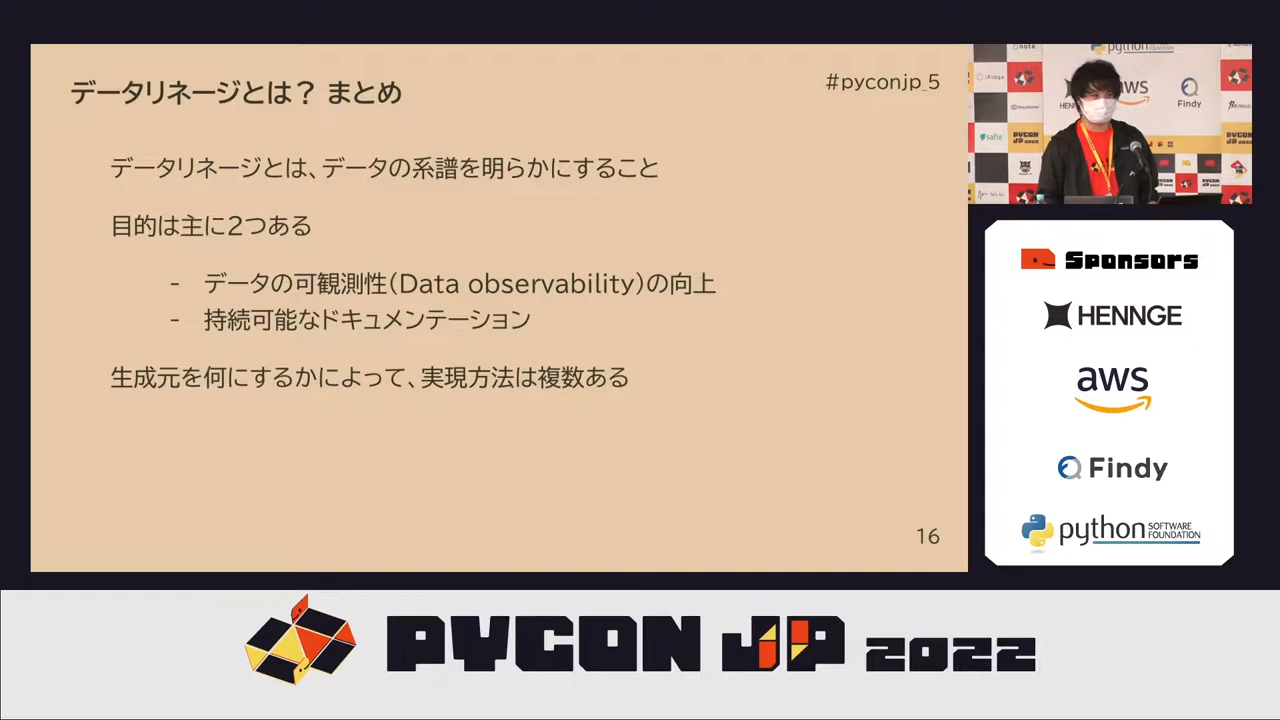 データリネージとは？ まとめ
#pyconjp_5
データリネージとは、データの系譜を明らかにすること
目的は主に2つある
- データの可観測性（Data observability）の向上
- 持続可能なドキュメンテーション
生成元を何にするかによって、実現方法は複数ある
16
python
FOUNDATION
aws
Findy
safie
Sponsors
HENNGE
aws
Findy
python SOFTWARE
FOUNDATION
PYCON JP 2022